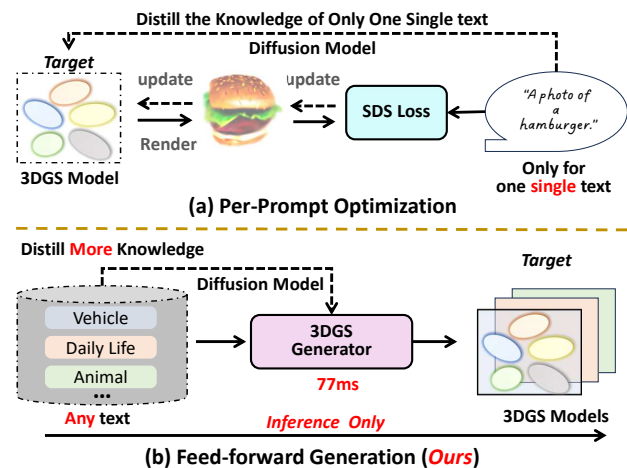 Distill the Knowledge of Only One Single text
Target
Diffusion Model
update
update
Render
SDS Loss
"A photo of
a
hamburger."
3DGS Model
Only for
one single text
(a) Per-Prompt Optimization
Distill More Knowledge
Target
Diffusion Model
Vehicle
Daily Life
Animal
...
3DGS
Generator
77ms
Any text
Inference Only
3DGS Models
(b) Feed-forward Generation (Ours)